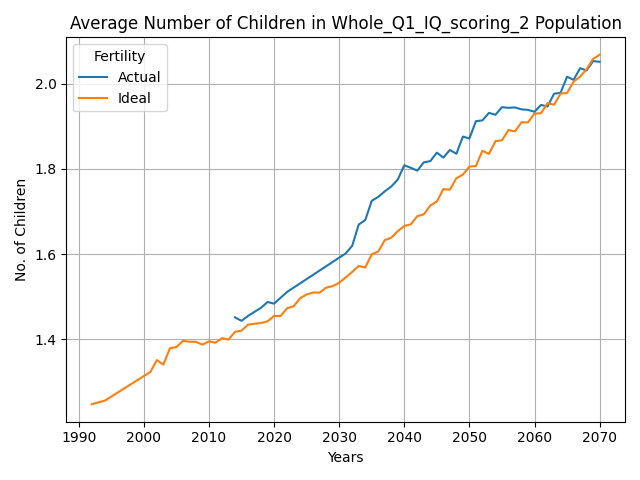 Average Number of Children in Whole_Q1_IQ_scoring_2 Population
Fertility
Actual
Ideal
No. of Children
2.0
1.8
1.6
1.4
1990 2000 2010 2020 2030 2040 2050 2060 2070
Years